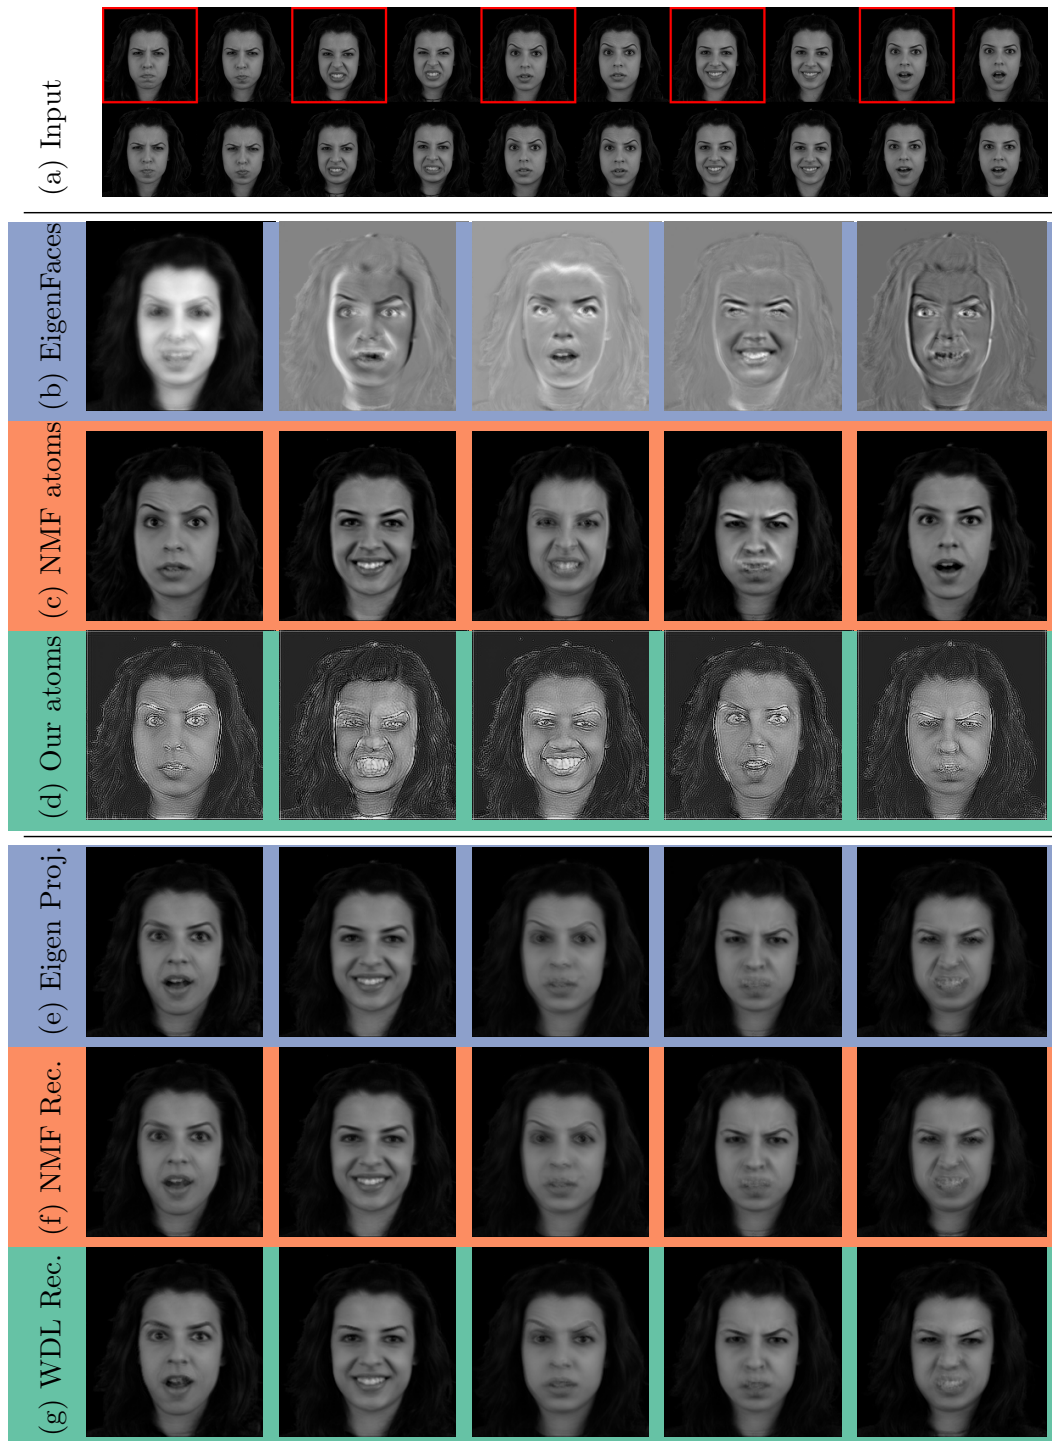 (a) Input
(b) EigenFaces
(c) NMF atoms
(d) Our atoms
(e) Eigen Proj.
(f) NMF Rec.
(g) WDL Rec.